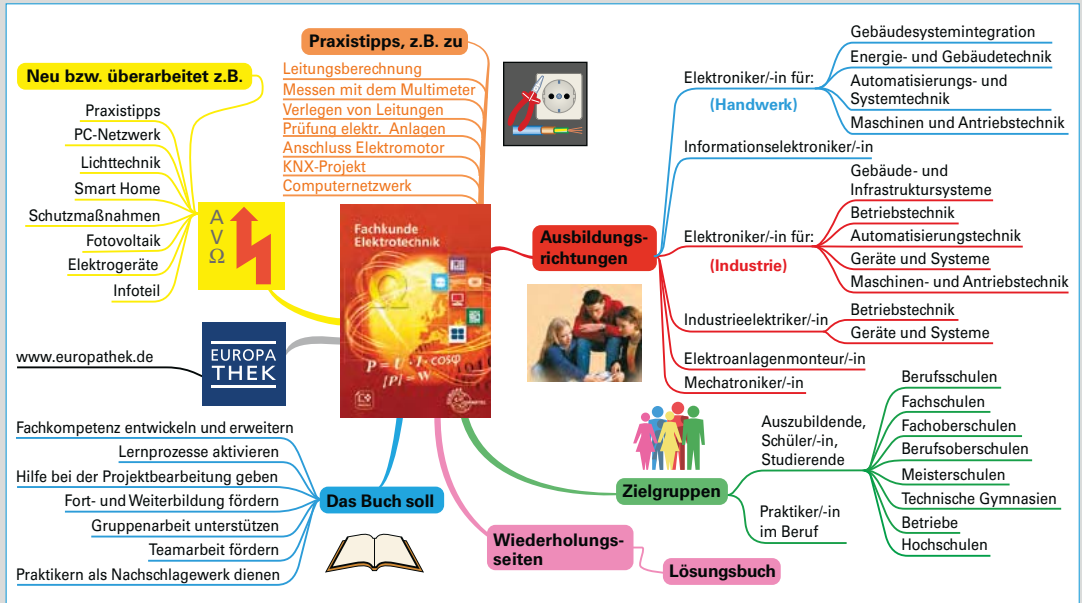 Neu bzw. überarbeitet z.B.
Praxistipps
PC-Netzwerk
Lichttechnik
Smart Home
Schutzmaßnahmen
Fotovoltaik
Elektrogeräte
Infoteil
A
V
Ω
Praxistipps, z.B. zu
Leitungsberechnung
Messen mit dem Multimeter
Verlegen von Leitungen
Prüfung elektr. Anlagen
Anschluss Elektromotor
KNX-Projekt
Computernetzwerk
Fachkunde
Elektrotechnik
P = U · I · cosφ
[P] = W
Ausbildungs-
richtungen
Elektroniker/-in für:
(Handwerk)
Gebäudesystemintegration
Energie- und Gebäudetechnik
Automatisierungs- und
Systemtechnik
Maschinen und Antriebstechnik
Informationselektroniker/-in
Elektroniker/-in für:
(Industrie)
Gebäude- und
Infrastruktursysteme
Betriebstechnik
Automatisierungstechnik
Geräte und Systeme
Maschinen- und Antriebstechnik
Industrieelektriker/-in
Betriebstechnik
Geräte und Systeme
Elektroanlagenmonteur/-in
Mechatroniker/-in
www.europathek.de
EUROPA
THEK
Das Buch soll
Fachkompetenz entwickeln und erweitern
Lernprozesse aktivieren
Hilfe bei der Projektbearbeitung geben
Fort- und Weiterbildung fördern
Gruppenarbeit unterstützen
Teamarbeit fördern
Praktikern als Nachschlagewerk dienen
Wiederholungs-
seiten
Lösungsbuch
Zielgruppen
Auszubildende,
Schüler/-in,
Studierende
Praktiker/-in
im Beruf
Berufsschulen
Fachschulen
Fachoberschulen
Berufsoberschulen
Meisterschulen
Technische Gymnasien
Betriebe
Hochschulen